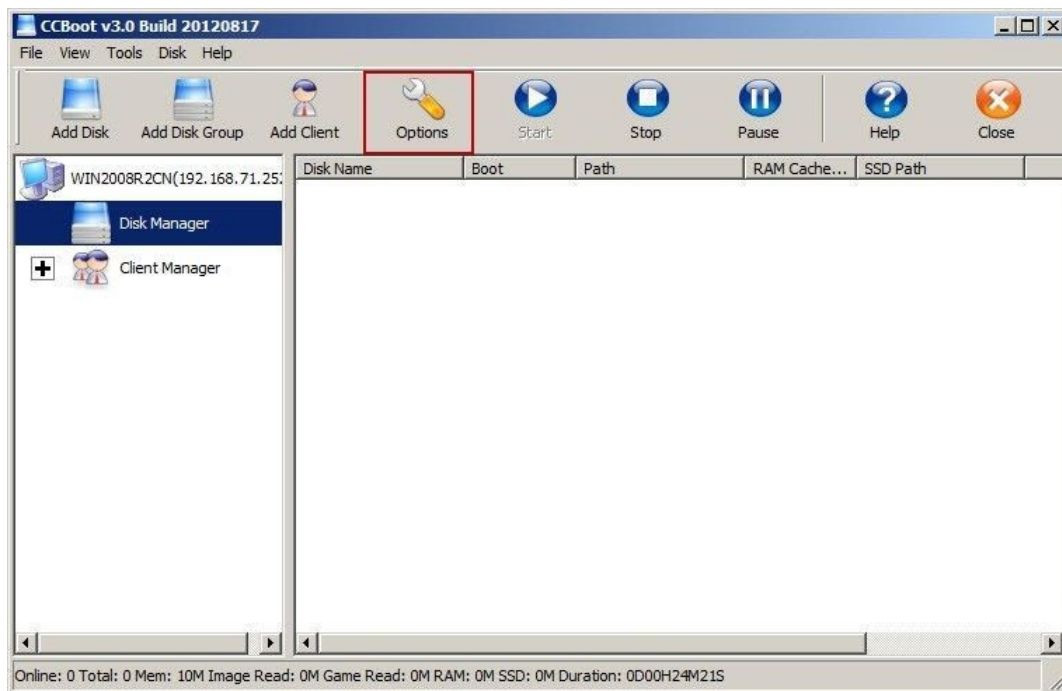 CCBoot v3.0 Build 20120817
File View Tools Disk Help
Add Disk Add Disk Group Add Client Options Start Stop Pause Help Close
WIN2008R2CN(192.168.71.25
Disk Name Boot Path RAM Cache... SSD Path
Disk Manager
Client Manager
Online: 0 Total: 0 Mem: 10M Image Read: 0M Game Read: 0M RAM: 0M SSD: 0M Duration: 0D00H24M21S